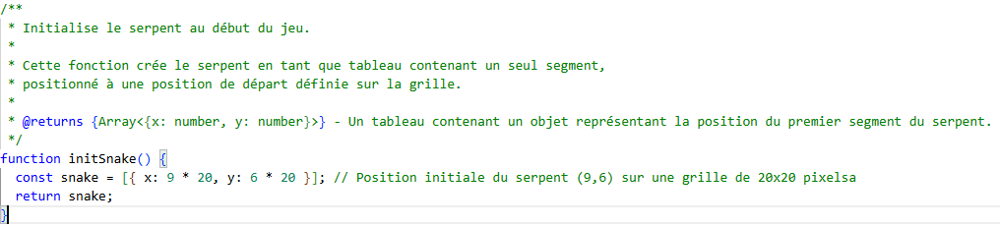 /**
 * Initialise le serpent au début du jeu.
 *
 * Cette fonction crée le serpent en tant que tableau contenant un seul segment,
 * positionné à une position de départ définie sur la grille.
 *
 * @returns {Array<{x: number, y: number}>} - Un tableau contenant un objet représentant la position du premier segment du serpent.
 */
function initSnake() {
  const snake = [{ x: 9 * 20, y: 6 * 20 }]; // Position initiale du serpent (9,6) sur une grille de 20x20 pixelsa
  return snake;
}